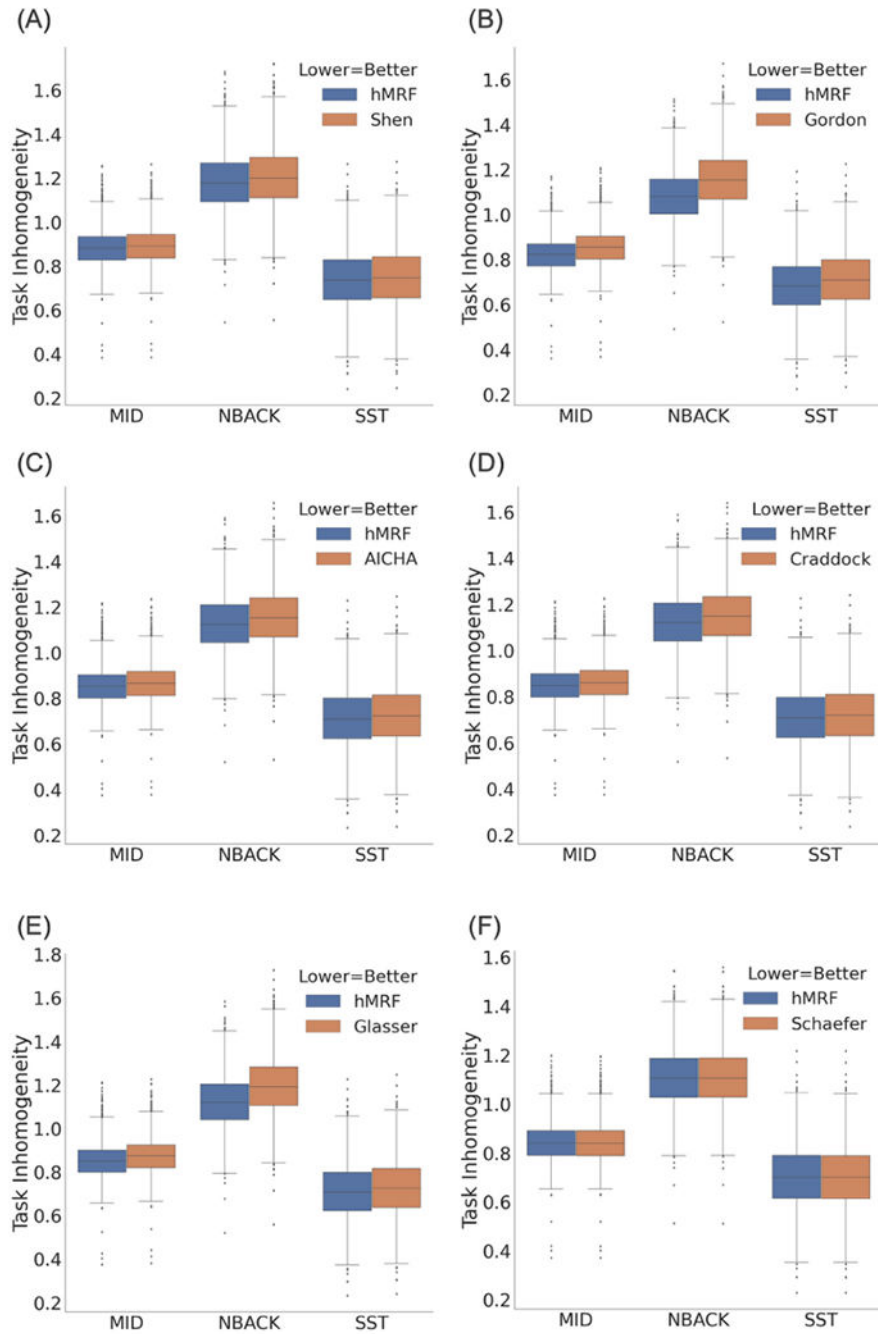 (A)
Task Inhomogeneity
1.6
1.4
1.2
1.0
0.8
0.6
0.4
0.2
Lower=Better
hMRF
Shen
MID NBACK SST
(B)
Task Inhomogeneity
1.6
1.4
1.2
1.0
0.8
0.6
0.4
0.2
Lower=Better
hMRF
Gordon
MID NBACK SST
(C)
Task Inhomogeneity
1.6
1.4
1.2
1.0
0.8
0.6
0.4
0.2
Lower=Better
hMRF
AICHA
MID NBACK SST
(D)
Task Inhomogeneity
1.6
1.4
1.2
1.0
0.8
0.6
0.4
0.2
Lower=Better
hMRF
Craddock
MID NBACK SST
(E)
Task Inhomogeneity
1.8
1.6
1.4
1.2
1.0
0.8
0.6
0.4
0.2
Lower=Better
hMRF
Glasser
MID NBACK SST
(F)
Task Inhomogeneity
1.6
1.4
1.2
1.0
0.8
0.6
0.4
0.2
Lower=Better
hMRF
Schaefer
MID NBACK SST